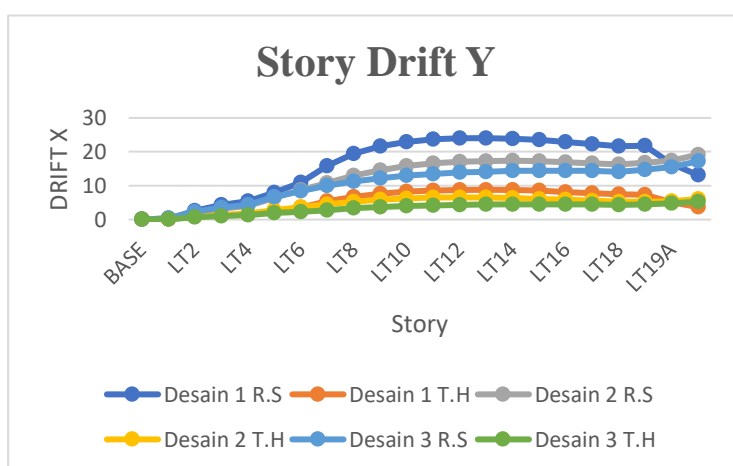 Story Drift Y
DRIFT X
30
20
10
0
BASE
LT2
LT4
LT6
LT8
LT10
LT12
LT14
LT16
LT18
LT19A
Story
Desain 1 R.S
Desain 1 T.H
Desain 2 R.S
Desain 2 T.H
Desain 3 R.S
Desain 3 T.H